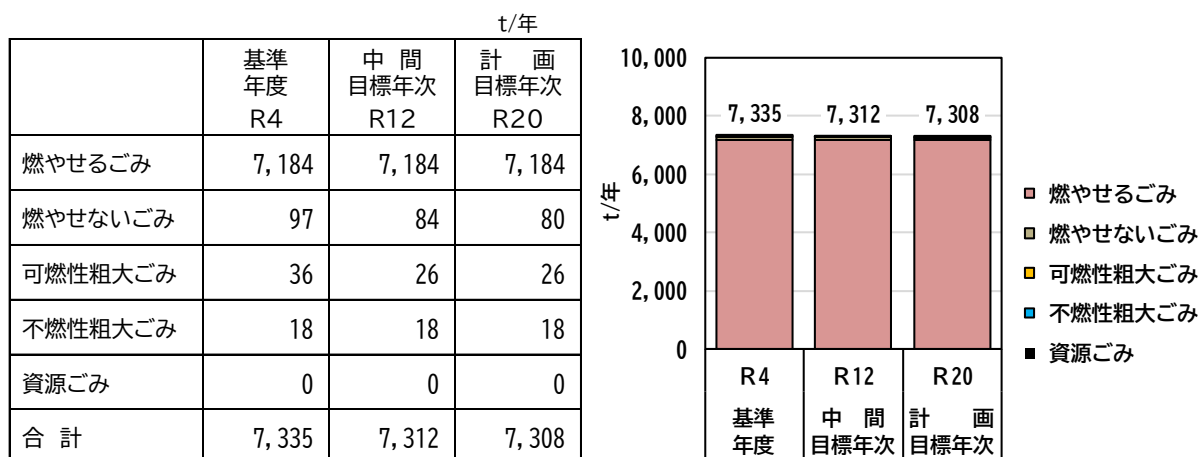 t/年
基準 中 間 計 画
年度 目標年次 目標年次
R4 R12 R20
燃やせるごみ 7,184 7,184 7,184
燃やせないごみ 97 84 80
可燃性粗大ごみ 36 26 26
不燃性粗大ごみ 18 18 18
資源ごみ 0 0 0
合 計 7,335 7,312 7,308
10,000
8,000
6,000
4,000
2,000
0
t/年
7,335 7,312 7,308
R4 R12 R20
基準 中 間 計 画
年度 目標年次 目標年次
燃やせるごみ
燃やせないごみ
可燃性粗大ごみ
不燃性粗大ごみ
資源ごみ